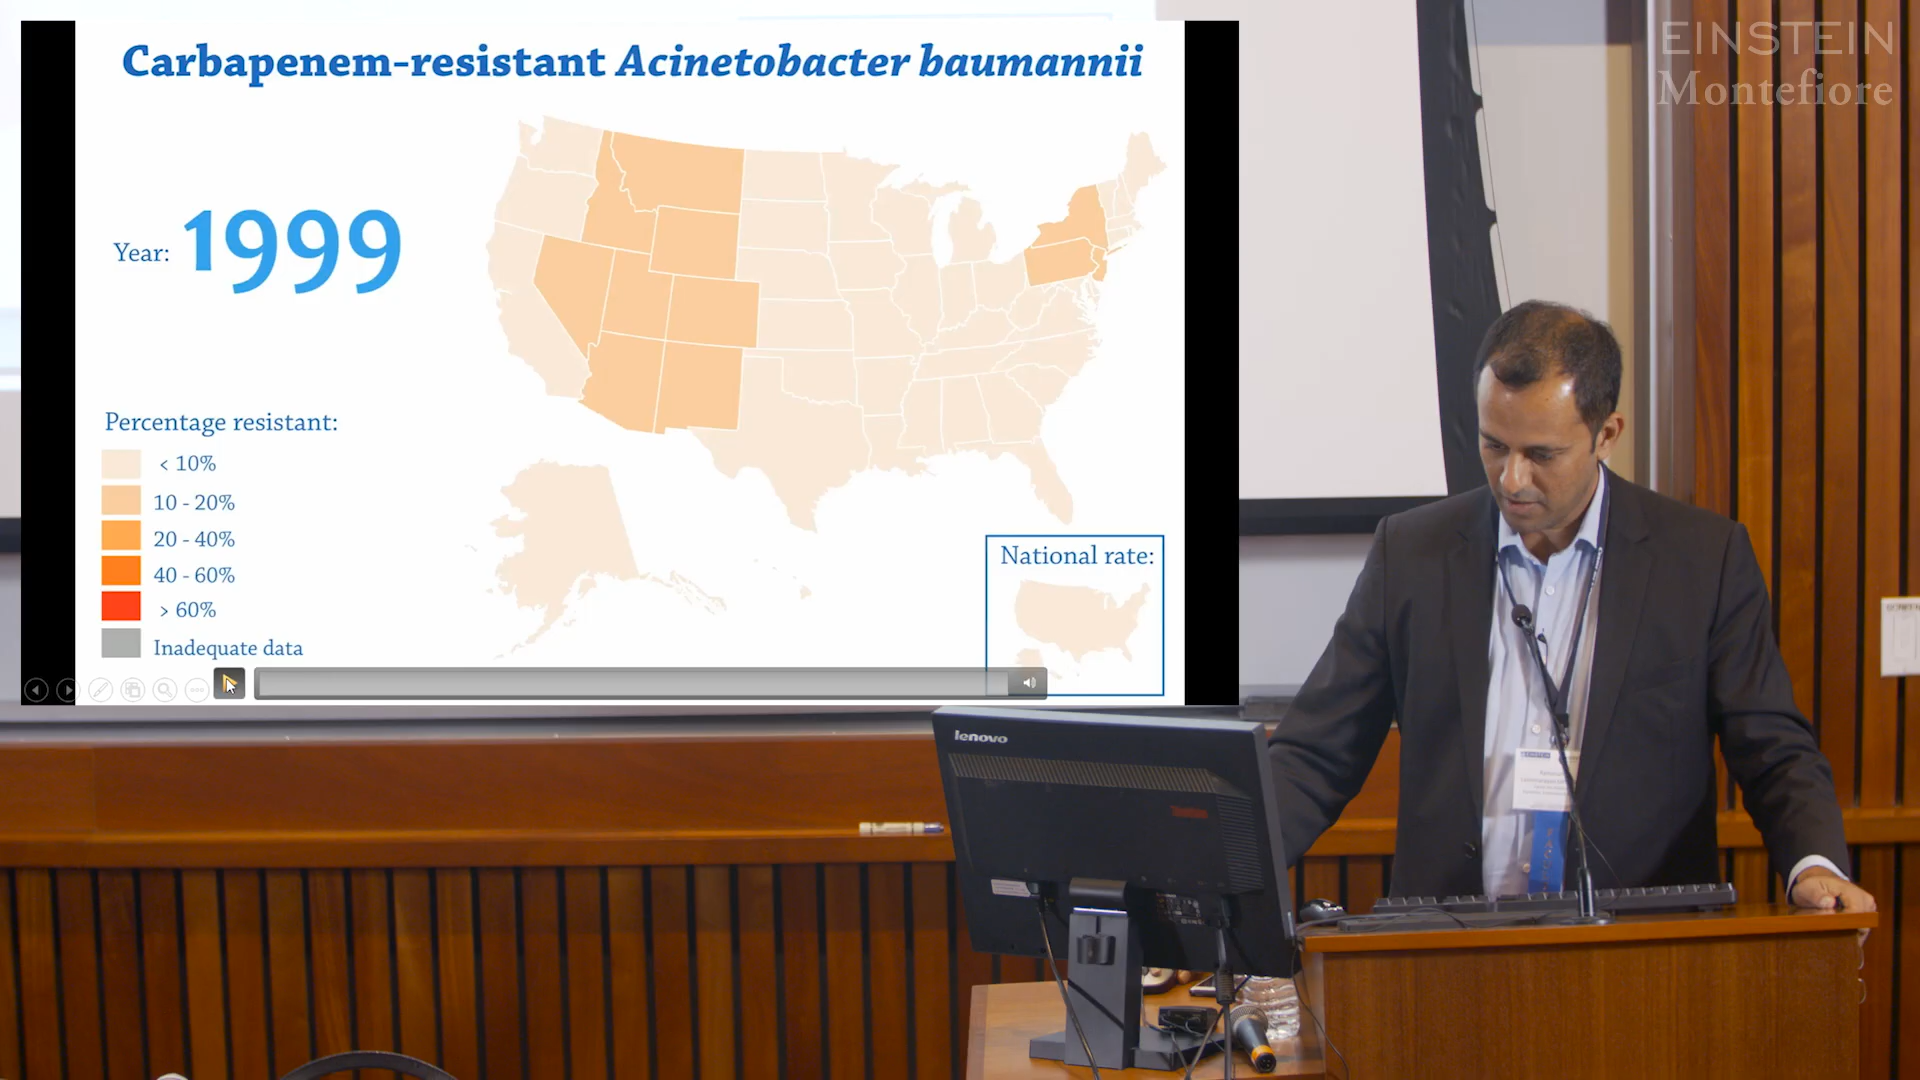 Carbapenem-resistant Acinetobacter baumannii
Year: 1999
Percentage resistant:
< 10%
10 - 20%
20 - 40%
40 - 60%
> 60%
Inadequate data
National rate:
EINSTEIN
Montefiore
lenovo